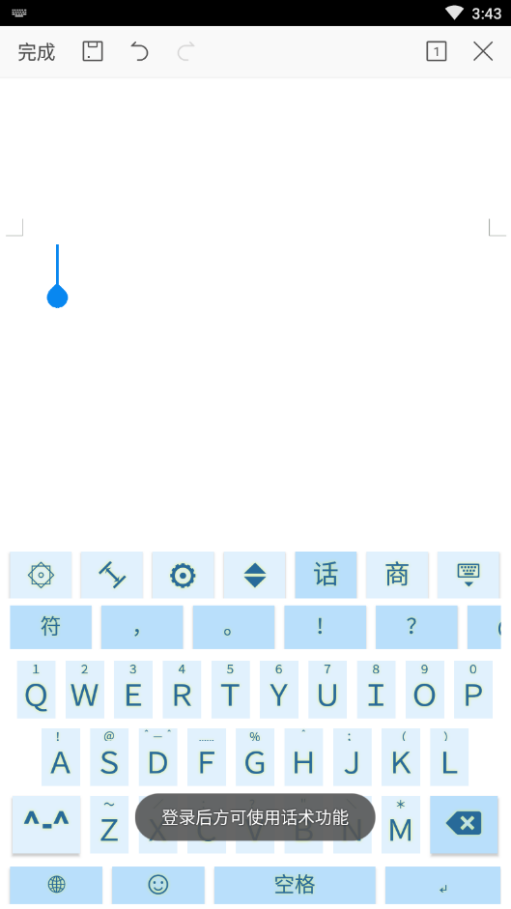 3:43
完成
1
话 商
符 ， 。 ！ ？
1 2 3 4 5 6 7 8 9 0
Q W E R T Y U I O P
! @ ^—^ …… % ^ : ( )
A S D F G H J K L
^-^ ~ *
Z M
登录后方可使用话术功能
空格